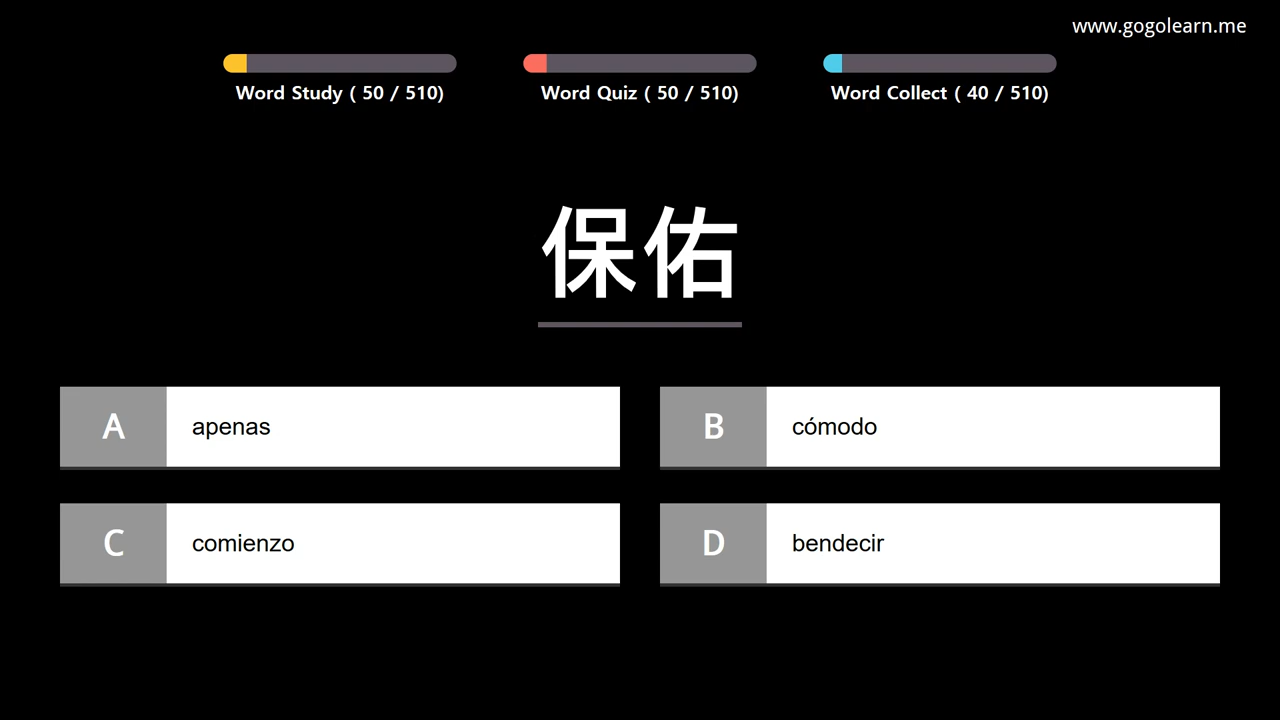 www.gogolearn.me
Word Study ( 50 / 510)
Word Quiz ( 50 / 510)
Word Collect ( 40 / 510)
保佑
A apenas
B cómodo
C comienzo
D bendecir